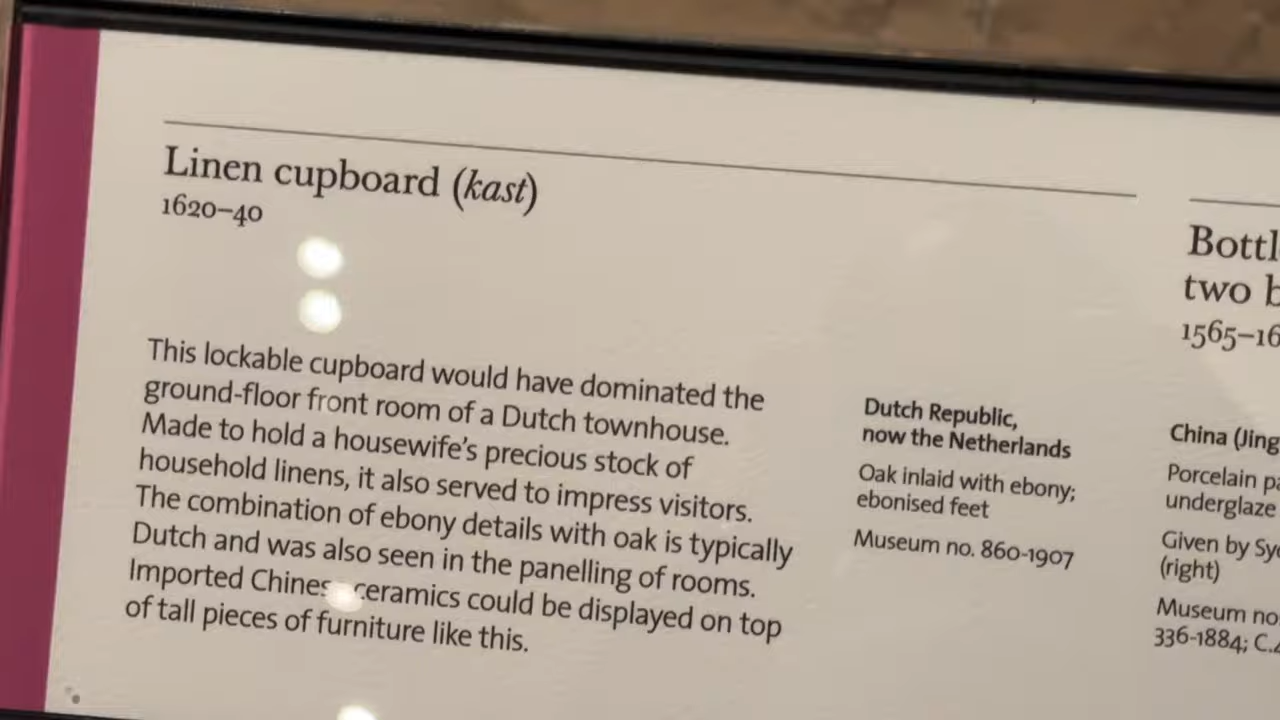 Linen cupboard (kast)
1620–40
This lockable cupboard would have dominated the
ground-floor front room of a Dutch townhouse.
Made to hold a housewife's precious stock of
household linens, it also served to impress visitors.
The combination of ebony details with oak is typically
Dutch and was also seen in the panelling of rooms.
Imported Chines ceramics could be displayed on top
of tall pieces of furniture like this.
Dutch Republic,
now the Netherlands
Oak inlaid with ebony;
ebonised feet
Museum no. 860-1907
Bottl
two b
1565–16
China (Jing
Porcelain pa
underglaze
Given by Sy
(right)
Museum no
336-1884; C.